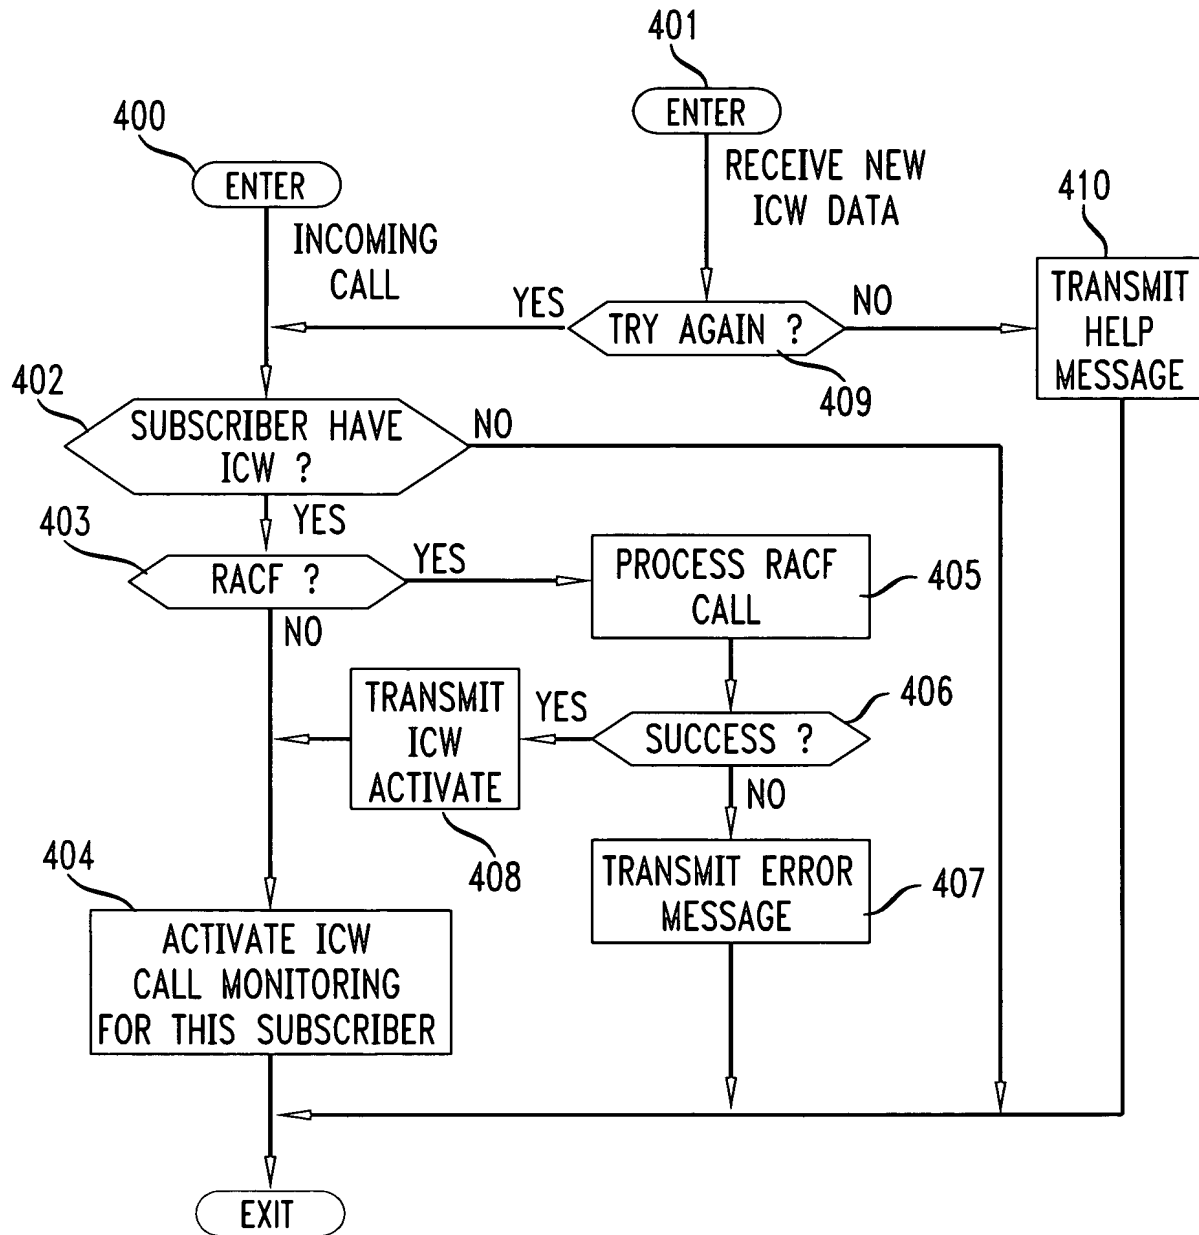 401
ENTER
400
ENTER
RECEIVE NEW
ICW DATA
410
INCOMING
CALL
TRANSMIT
HELP
MESSAGE
YES
TRY AGAIN ?
NO
409
402
SUBSCRIBER HAVE
ICW ?
NO
YES
403
RACF ?
YES
PROCESS RACF
CALL
405
NO
TRANSMIT
ICW
ACTIVATE
YES
SUCCESS ?
406
408
NO
TRANSMIT ERROR
MESSAGE
407
404
ACTIVATE ICW
CALL MONITORING
FOR THIS SUBSCRIBER
EXIT